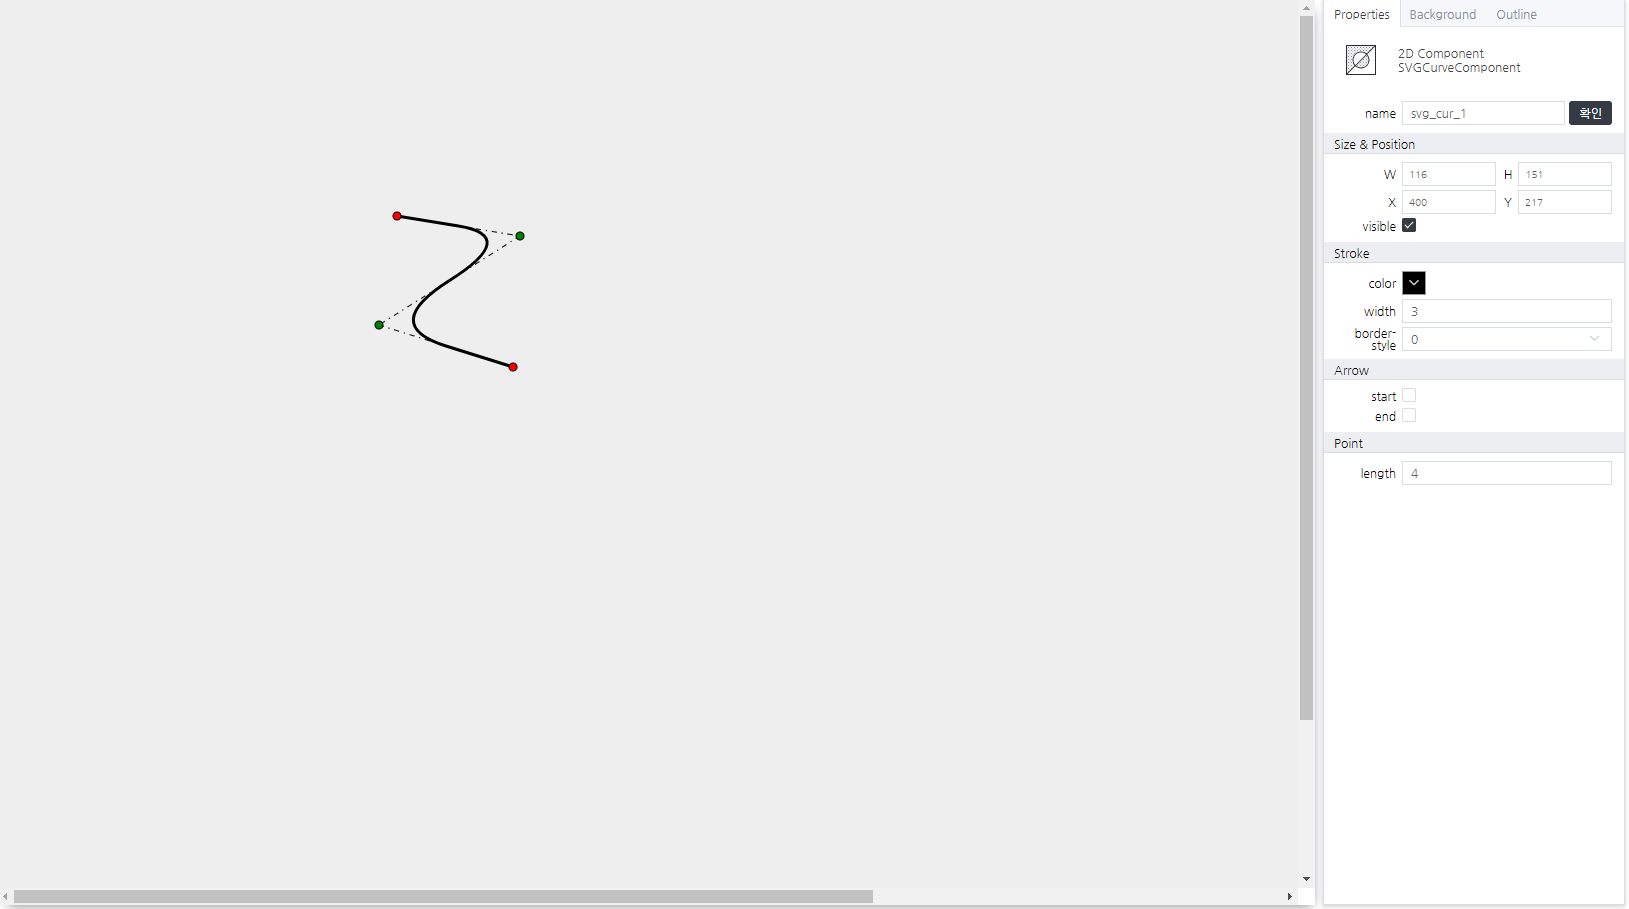 Properties Background Outline
2D Component
SVGCurveComponent
name svg_cur_1 확인
Size & Position
W 116 H 151
X 400 Y 217
visible
Stroke
color
width 3
border-
style 0
Arrow
start
end
Point
length 4